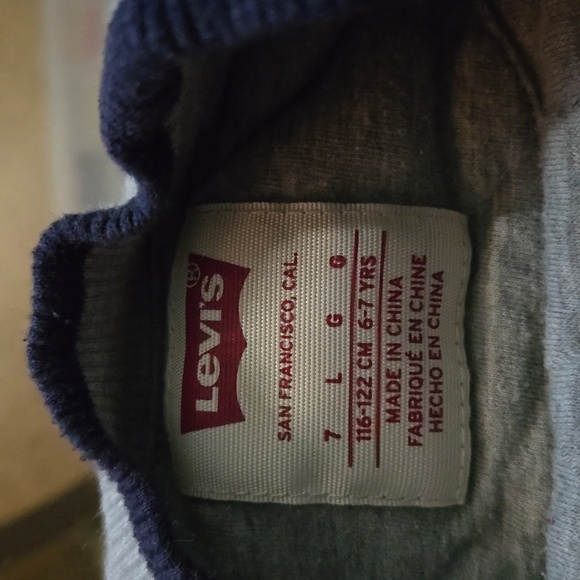 Levi's®
SAN FRANCISCO, CAL.
7 L G G
116-122 CM 6-7 YRS
MADE IN CHINA
FABRIQUÉ EN CHINE
HECHO EN CHINA